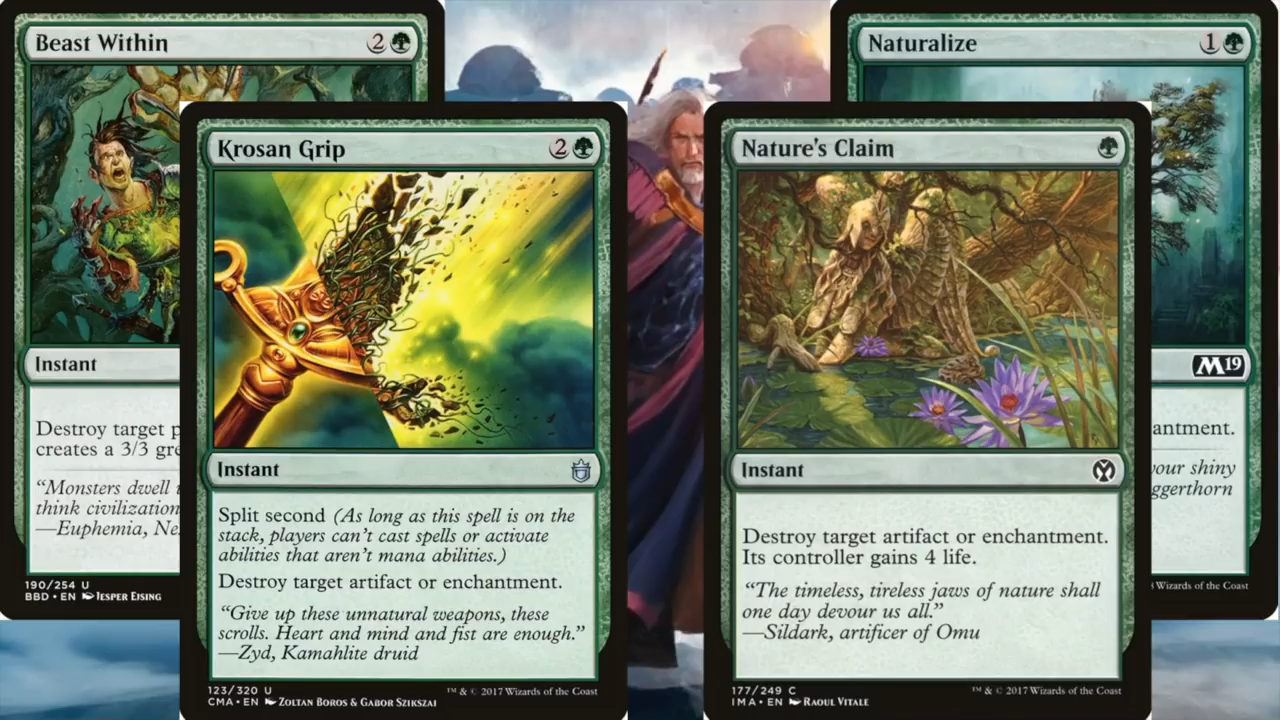 Beast Within 2
Instant
Destroy target
creates a 3/3
“Monsters dwell
think civilization
—Euphemia,
190/254 U
BBD • EN JESPER EISING
Krosan Grip 2
Instant
Split second (As long as this spell is on the
stack, players can’t cast spells or activate
abilities that aren’t mana abilities.)
Destroy target artifact or enchantment.
“Give up these unnatural weapons, these
scrolls. Heart and mind and fist are enough.”
—Zyd, Kamahlite druid
123/320 U
CMA • EN ZOLTAN BOROS & GABOR SZIKSZAI
™ & © 2017 Wizards of the Coast
Nature’s Claim
Instant
Destroy target artifact or enchantment.
Its controller gains 4 life.
“The timeless, tireless jaws of nature shall
one day devour us all.”
—Sildark, artificer of Omu
177/249 C
IMA • EN RAOUL VITALE
™ & © 2017 Wizards of the Coast
Naturalize 1
M19
your shiny
Wizards of the Coast